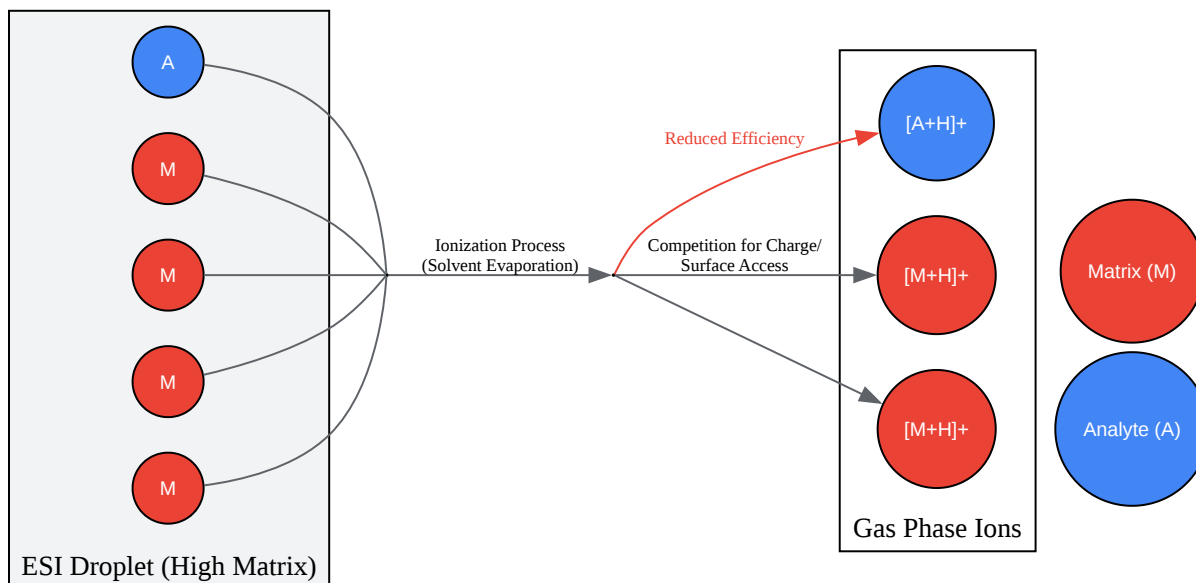 A
M
M
M
M
ESI Droplet (High Matrix)
Ionization Process
(Solvent Evaporation)
Reduced Efficiency
Competition for Charge/
Surface Access
[A+H]+
[M+H]+
[M+H]+
Gas Phase Ions
Matrix (M)
Analyte (A)